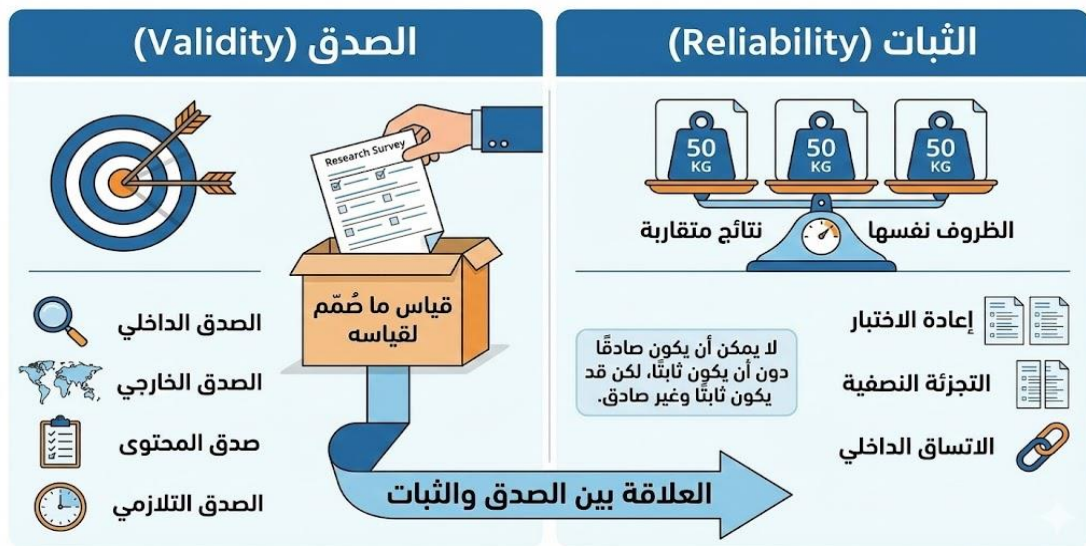 الثبات (Reliability)
50
KG
50
KG
50
KG
الظروف نفسها
نتائج متقاربة
إعادة الاختبار
التجزئة النصفية
الاتساق الداخلي
لا يمكن أن يكون صادقًا
دون أن يكون ثابتًا، لكن قد
يكون ثابتًا وغير صادق.
الصدق (Validity)
Research Survey
قياس ما صُمّم
لقياسه
الصدق الداخلي
الصدق الخارجي
صدق المحتوى
الصدق التلازمي
العلاقة بين الصدق والثبات